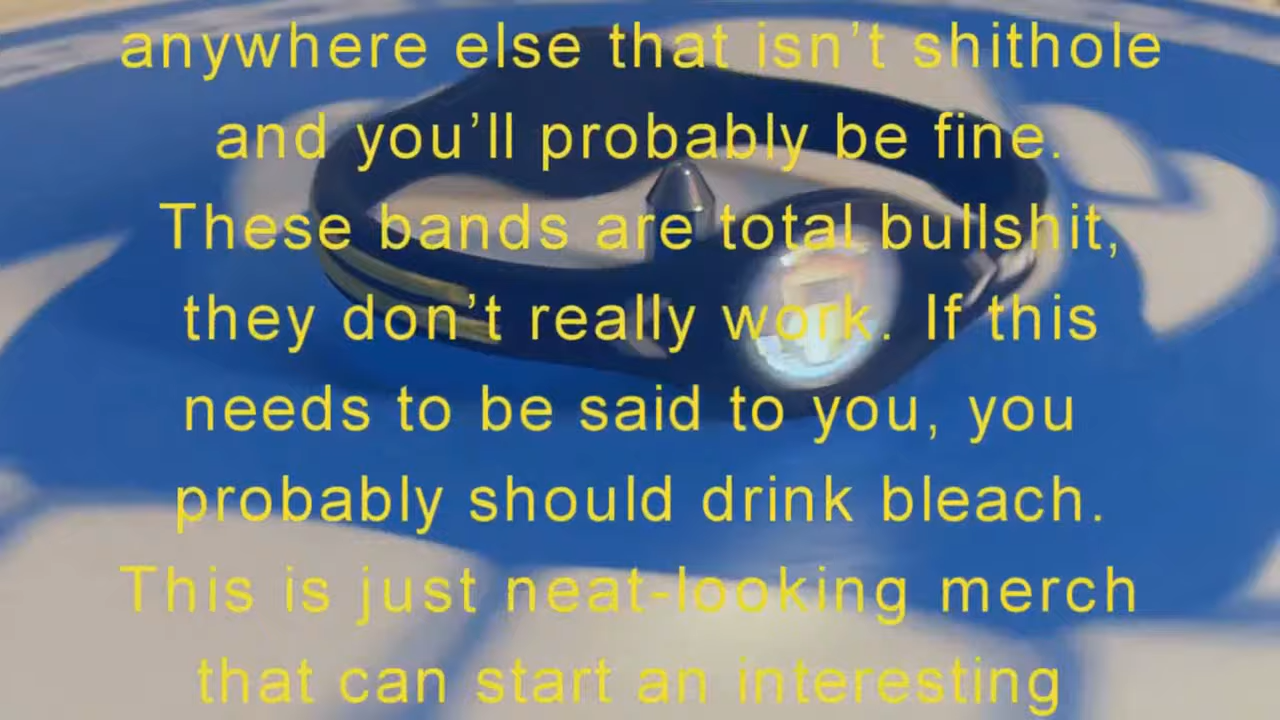 anywhere else that isn’t shithole
and you’ll probably be fine.
These bands are total bullshit,
they don’t really work. If this
needs to be said to you, you
probably should drink bleach.
This is just neat-looking merch
that can start an interesting